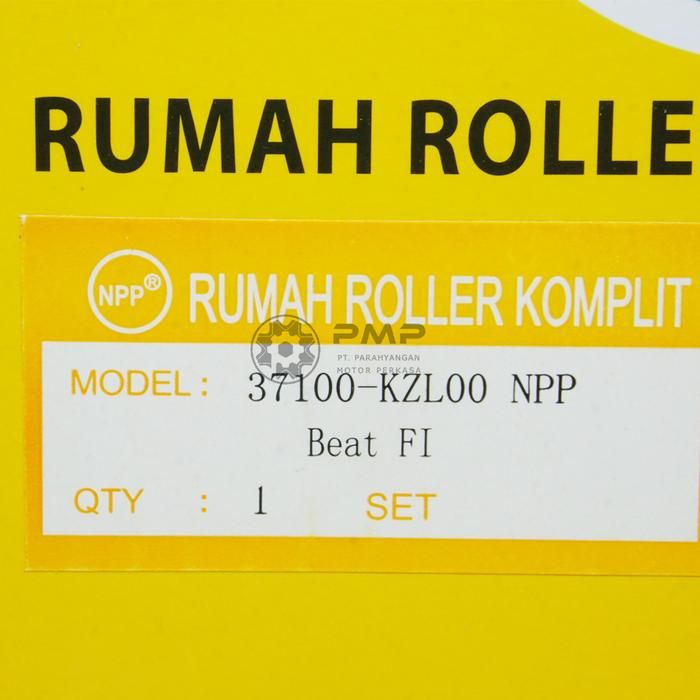 RUMAH ROLLE
NPP® RUMAH ROLLER KOMPLIT
PMP
PT. PARAHYANGAN
MOTOR PERKASA
MODEL : 37100-KZL00 NPP
Beat FI
QTY : 1 SET